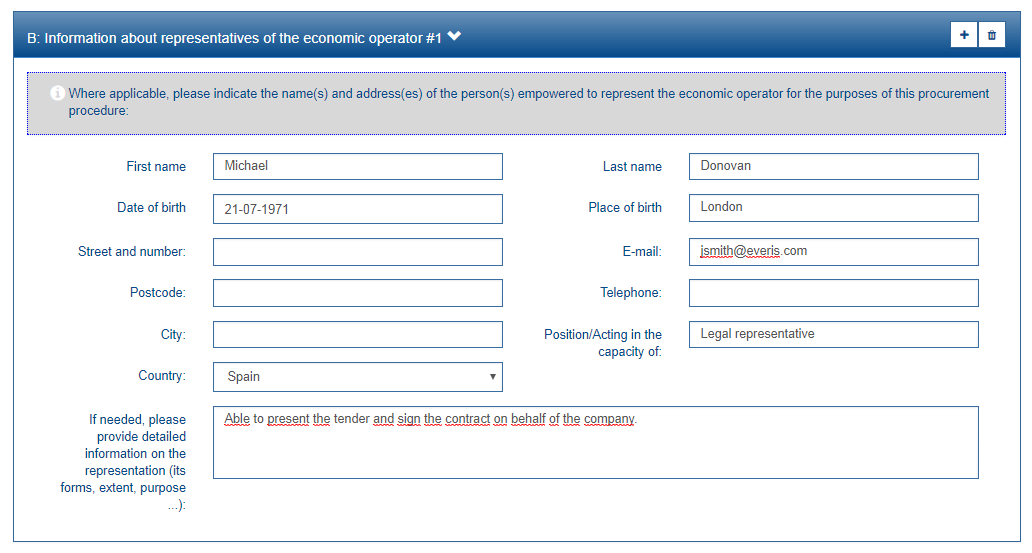 B: Information about representatives of the economic operator #1
Where applicable, please indicate the name(s) and address(es) of the person(s) empowered to represent the economic operator for the purposes of this procurement
procedure:
First name Michael Last name Donovan
Date of birth 21-07-1971 Place of birth London
Street and number: E-mail: jsmith@everis.com
Postcode: Telephone:
City: Position/Acting in the Legal representative
capacity of:
Country: Spain
If needed, please Able to present the tender and sign the contract on behalf of the company.
provide detailed
information on the
representation (its
forms, extent, purpose
...):